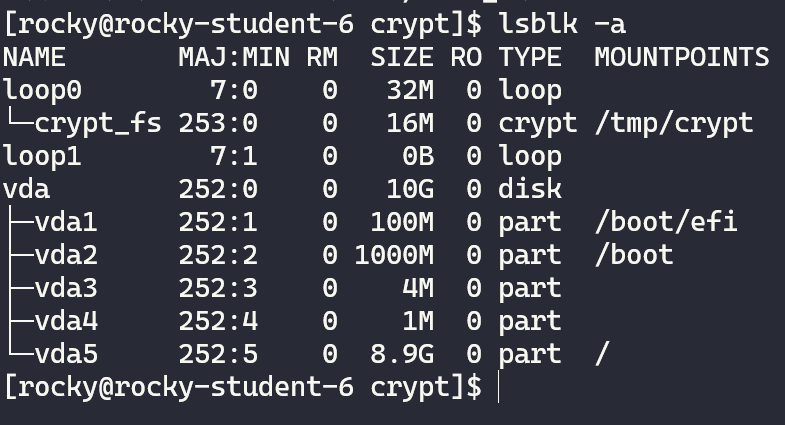 [rocky@rocky-student-6 crypt]$ lsblk -a
NAME         MAJ:MIN RM   SIZE RO TYPE  MOUNTPOINTS
loop0          7:0    0    32M  0 loop
└─crypt_fs 253:0    0    16M  0 crypt /tmp/crypt
loop1          7:1    0     0B  0 loop
vda          252:0    0    10G  0 disk
├─vda1       252:1    0   100M  0 part  /boot/efi
├─vda2       252:2    0  1000M  0 part  /boot
├─vda3       252:3    0     4M  0 part
├─vda4       252:4    0     1M  0 part
└─vda5       252:5    0   8.9G  0 part  /
[rocky@rocky-student-6 crypt]$